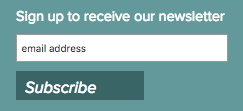 Sign up to receive our newsletter
email address
Subscribe